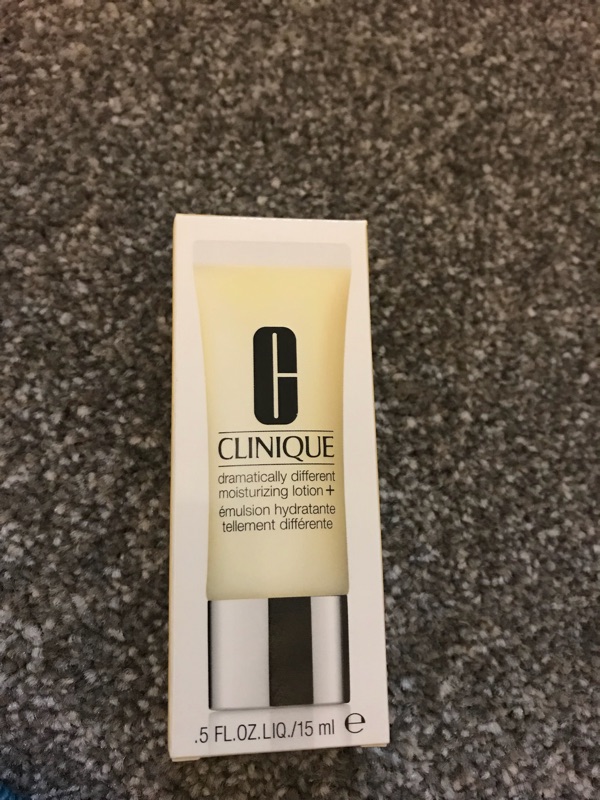 C
CLINIQUE
dramatically different
moisturizing lotion+
émulsion hydratante
tellement différente
.5 FL.OZ.LIQ./15 ml ℮